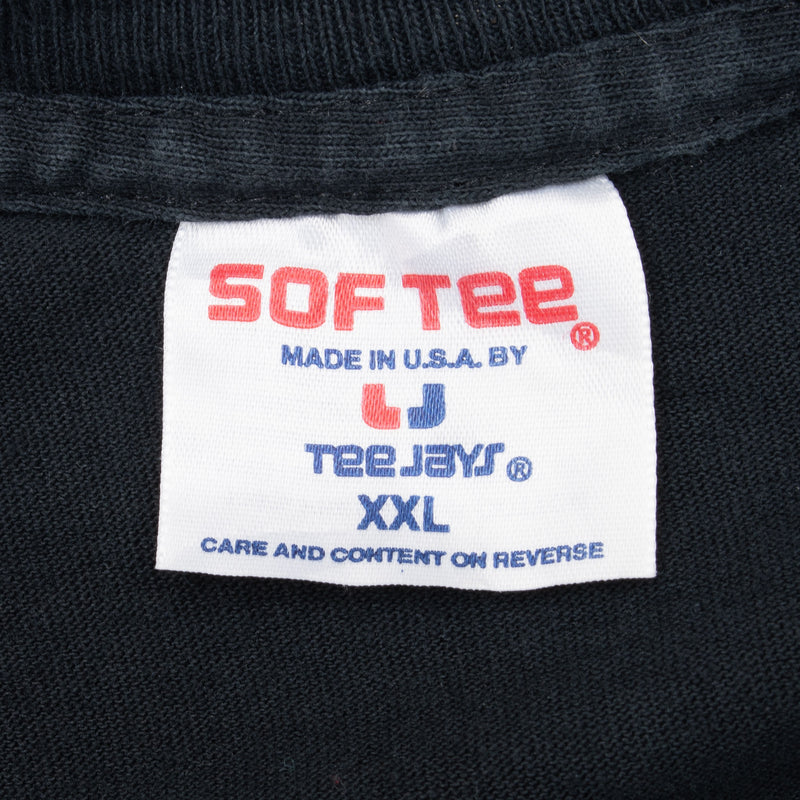 SOF TEE®
MADE IN U.S.A. BY
TEE JAYS®
XXL
CARE AND CONTENT ON REVERSE